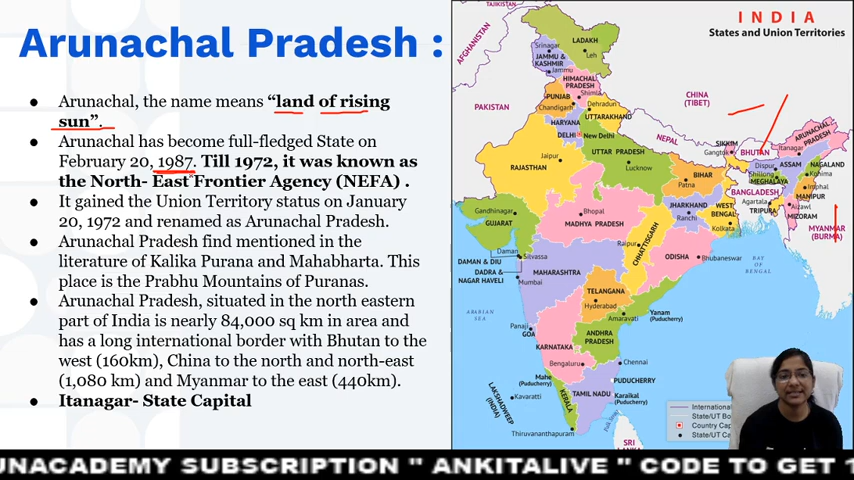 Arunachal Pradesh :
● Arunachal, the name means “land of rising
sun”.
● Arunachal has become full-fledged State on
February 20, 1987. Till 1972, it was known as
the North- East Frontier Agency (NEFA) .
● It gained the Union Territory status on January
20, 1972 and renamed as Arunachal Pradesh.
● Arunachal Pradesh find mentioned in the
literature of Kalika Purana and Mahabharta. This
place is the Prabhu Mountains of Puranas.
● Arunachal Pradesh, situated in the north eastern
part of India is nearly 84,000 sq km in area and
has a long international border with Bhutan to the
west (160km), China to the north and north-east
(1,080 km) and Myanmar to the east (440km).
● Itanagar- State Capital
INDIA
States and Union Territories
TAJIKISTAN
AFGHANISTAN
PAKISTAN
CHINA
(TIBET)
NEPAL
BHUTAN
BANGLADESH
MYANMAR
(BURMA)
LADAKH
Leh
Srinagar
JAMMU &
KASHMIR
Jammu
HIMACHAL
PRADESH
Shimla
PUNJAB
Chandigarh
Dehradun
UTTARAKHAND
HARYANA
DELHI
New Delhi
RAJASTHAN
Jaipur
UTTAR PRADESH
Lucknow
BIHAR
Patna
SIKKIM
Gangtok
ARUNACHAL
PRADESH
Itanagar
Dispur
ASSAM
NAGALAND
Kohima
Shillong
MEGHALAYA
Imphal
MANIPUR
Agartala
TRIPURA
Aizawl
MIZORAM
Gandhinagar
GUJARAT
Bhopal
MADHYA PRADESH
JHARKHAND
Ranchi
WEST
BENGAL
Kolkata
Raipur
CHHATTISGARH
ODISHA
Bhubaneswar
Daman
Silvassa
DAMAN & DIU
DADRA &
NAGAR HAVELI
MAHARASHTRA
Mumbai
TELANGANA
Hyderabad
Yanam
(Puducherry)
Amaravati
ANDHRA
PRADESH
BAY
OF
BENGAL
ARABIAN
SEA
Panaji
GOA
KARNATAKA
Bengaluru
Chennai
Mahe
(Puducherry)
PUDUCHERRY
TAMIL NADU
Karaikal
(Puducherry)
KERALA
LAKSHADWEEP
(INDIA)
Kavaratti
Thiruvananthapuram
Palk Strait
SRI
International
State/UT Bo
Country Cap
State/UT Ca
UNACADEMY SUBSCRIPTION " ANKITALIVE " CODE TO GET 1